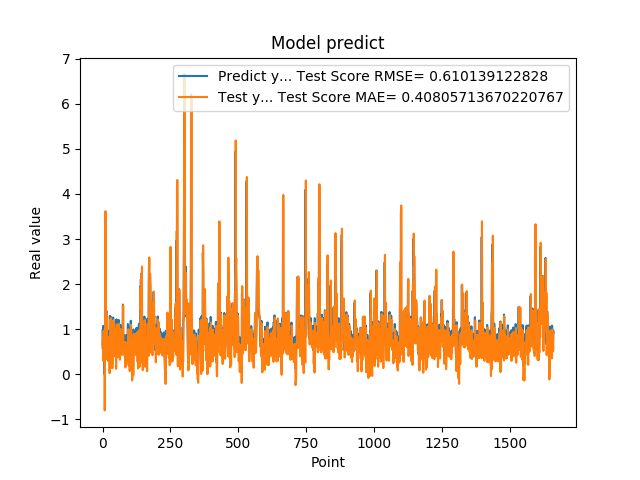 Model predict
Predict y... Test Score RMSE= 0.610139122828
Test y... Test Score MAE= 0.40805713670220767
7
6
5
4
3
2
1
0
−1
Real value
0 250 500 750 1000 1250 1500
Point